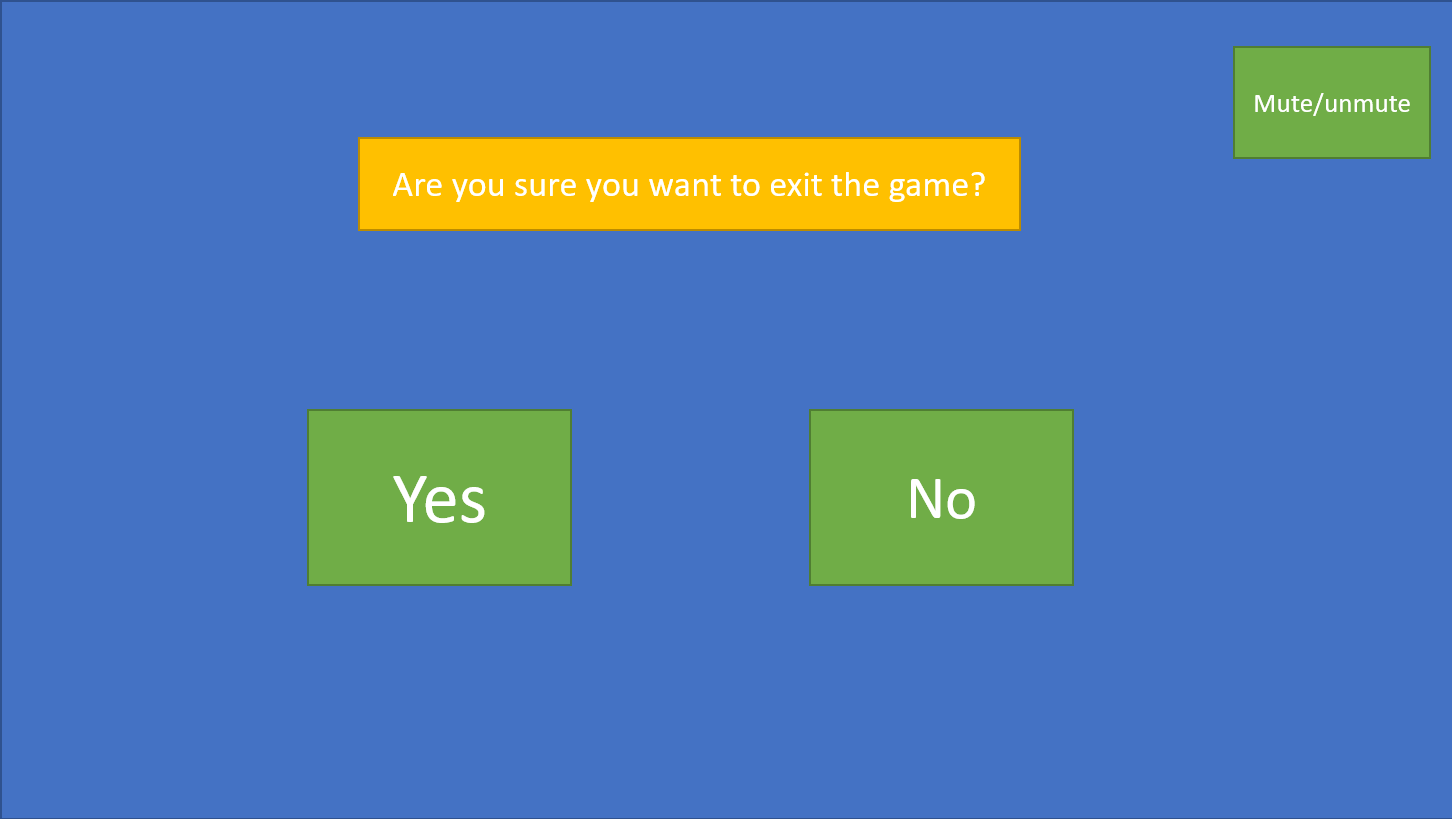 Mute/unmute
Are you sure you want to exit the game?
Yes
No